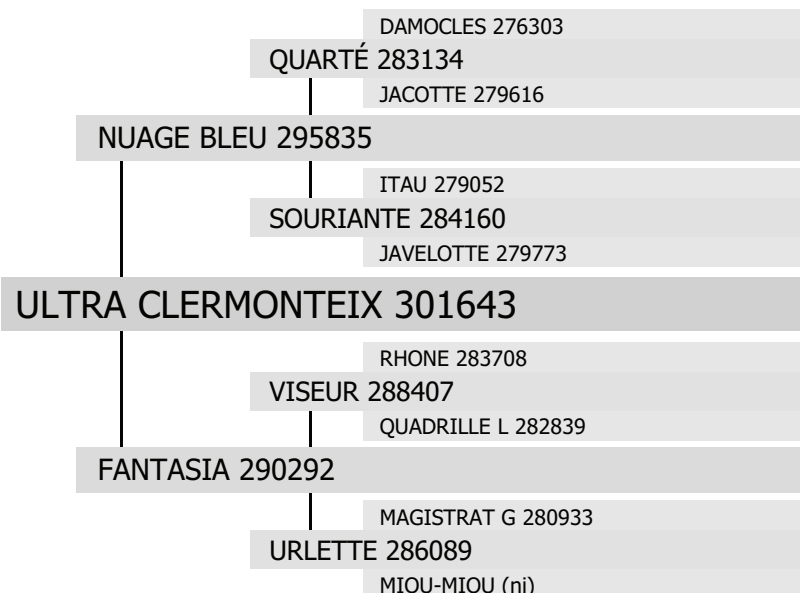 DAMOCLES 276303
QUARTÉ 283134
JACOTTE 279616
NUAGE BLEU 295835
ITAU 279052
SOURIANTE 284160
JAVELOTTE 279773
ULTRA CLERMONTEIX 301643
RHONE 283708
VISEUR 288407
QUADRILLE L 282839
FANTASIA 290292
MAGISTRAT G 280933
URLETTE 286089
MIOU-MIOU (ni)